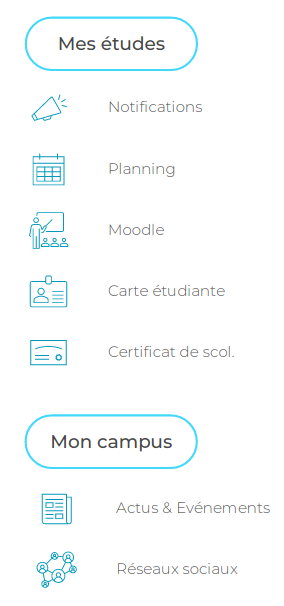 Mes études
Notifications
Planning
Moodle
Carte étudiante
Certificat de scol.
Mon campus
Actus & Evénements
Réseaux sociaux